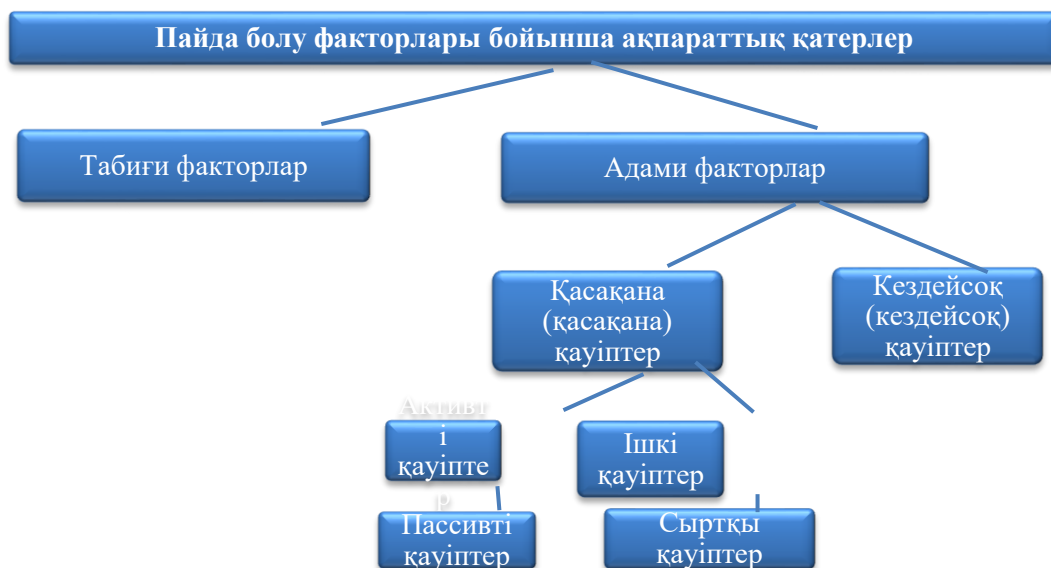 Пайда болу факторлары бойынша ақпараттық қатерлер
Табиғи факторлар
Адами факторлар
Қасақана
(қасақана)
қауіптер
Кездейсоқ
(кездейсоқ)
қауіптер
Активт
і
қауіпте
р
Ішкі
қауіптер
Пассивті
қауіптер
Сыртқы
қауіптер